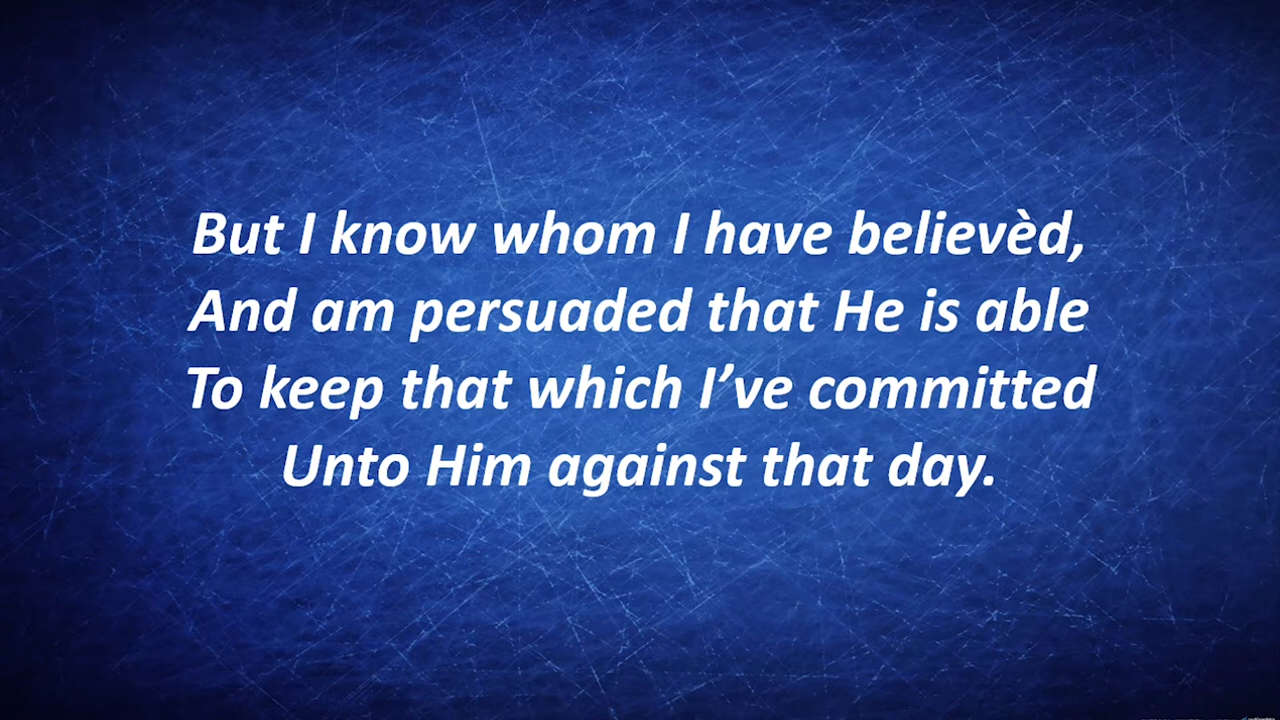 But I know whom I have believèd,
And am persuaded that He is able
To keep that which I’ve committed
Unto Him against that day.